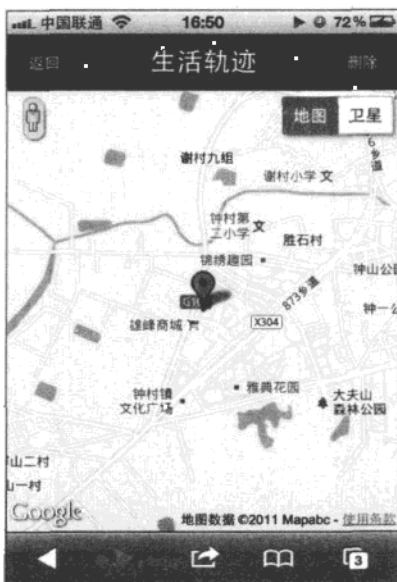 中国联通 16:50 72%
返回 生活轨迹 删除
地图 卫星
乡道
谢村九组
谢村小学 文
钟村第
三小学 文
胜石村
锦绣趣园
钟山公
钟一公
873乡道
雄峰商城
X304
雅典花园
钟村镇
文化广场
大夫山
森林公园
山二村
山一村
Google
地图数据 ©2011 Mapabc - 使用条款
3